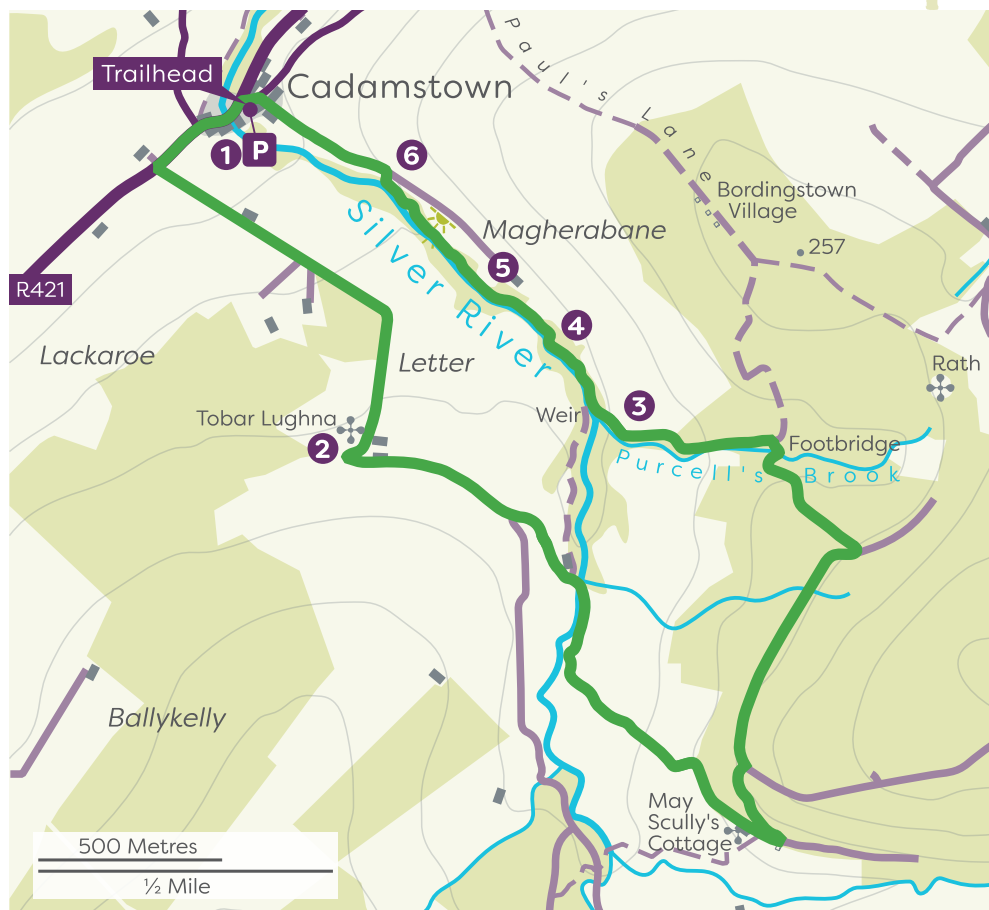 Trailhead
Cadamstown
Paul's Lane
1
P
6
Bordingstown
Village
257
Magherabane
R421
Silver River
5
4
Lackaroe
Letter
Rath
Tobar Lughna
2
Weir
3
Footbridge
Purcell's Brook
Ballykelly
May
Scully's
Cottage
500 Metres
½ Mile